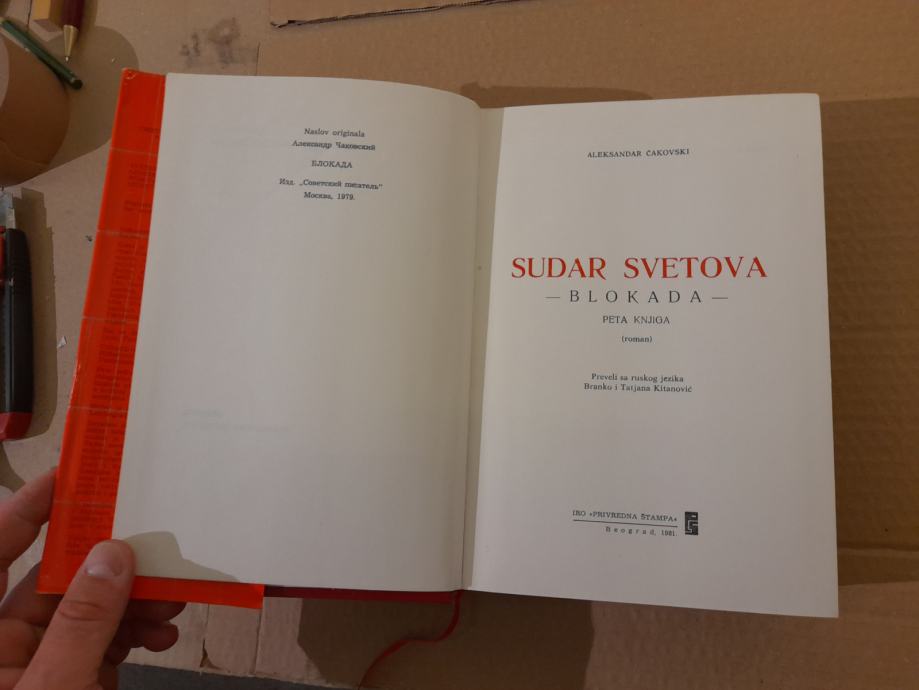 Naslov originala
Александр Чаковский
БЛОКАДА
Изд. „Советский писатель"
Москва, 1979.
ALEKSANDAR ČAKOVSKI
SUDAR SVETOVA
— BLOKADA —
PETA KNJIGA
(roman)
Preveli sa ruskog jezika
Branko i Tatjana Kitanović
IRO »PRIVREDNA ŠTAMPA«
Beograd, 1981.